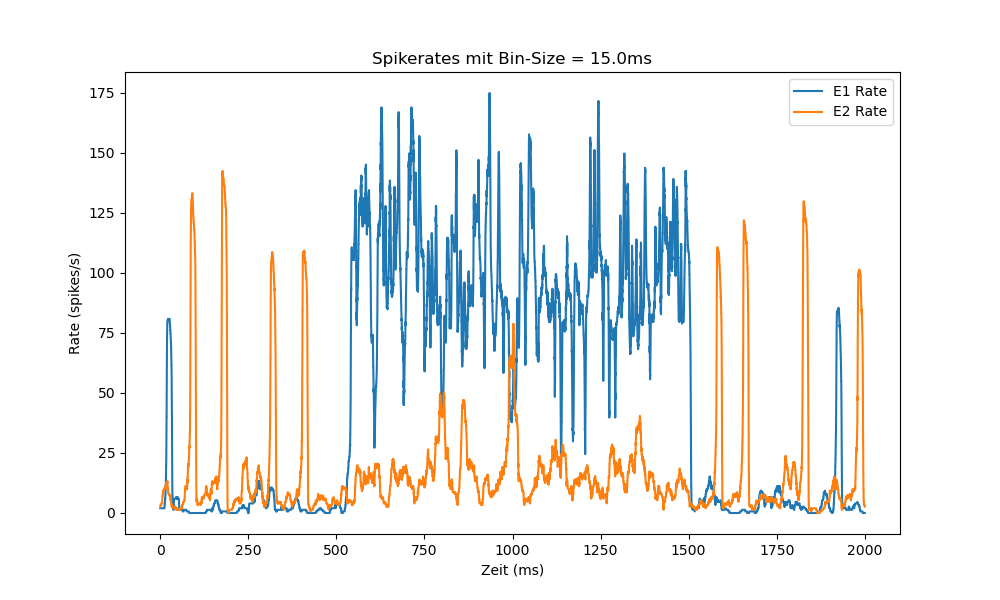 Spikerates mit Bin-Size = 15.0ms
E1 Rate
E2 Rate
Rate (spikes/s)
175
150
125
100
75
50
25
0
0 250 500 750 1000 1250 1500 1750 2000
Zeit (ms)